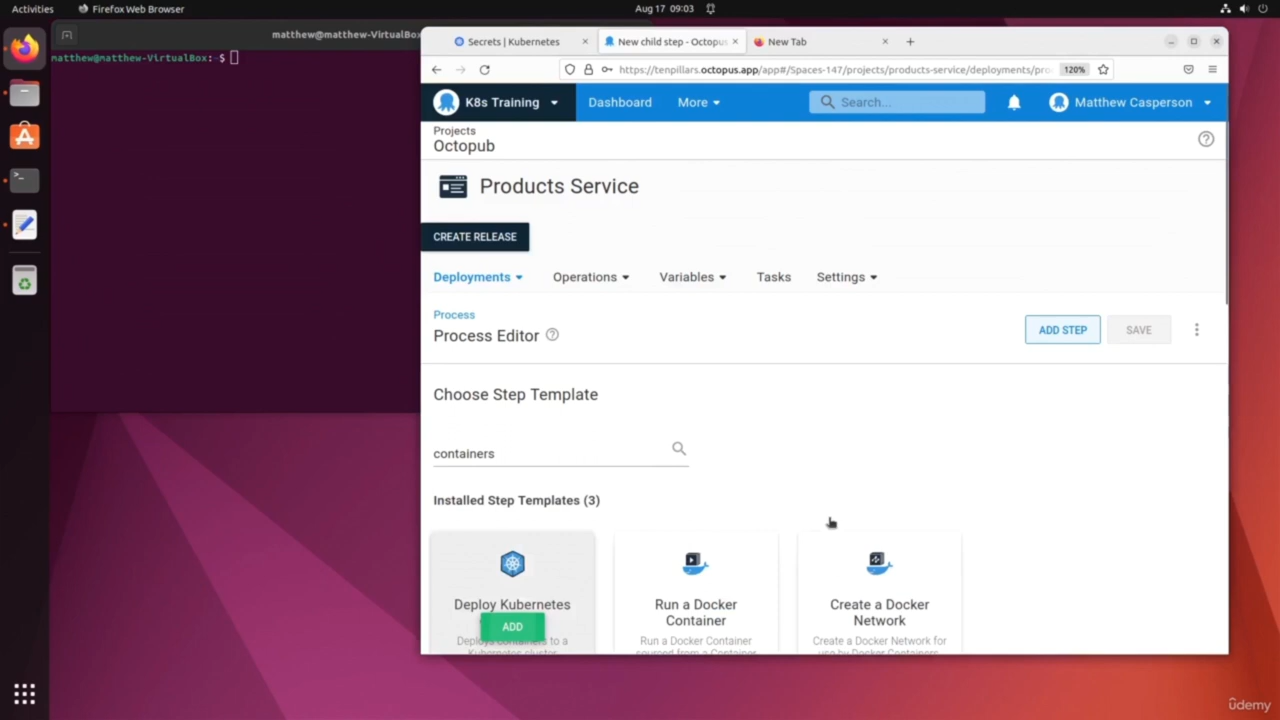 Activities
Firefox Web Browser
Aug 17 09:03
matthew@matthew-VirtualBox
matthew@matthew-VirtualBox:~$
Secrets | Kubernetes
New child step - Octopus
New Tab
https://tenpillars.octopus.app/app#/Spaces-147/projects/products-service/deployments/pro
120%
K8s Training
Dashboard
More
Search...
Matthew Casperson
Projects
Octopub
Products Service
CREATE RELEASE
Deployments
Operations
Variables
Tasks
Settings
Process
Process Editor
ADD STEP
SAVE
Choose Step Template
containers
Installed Step Templates (3)
Deploy Kubernetes
ADD
Deploys containers to a
Kubernetes cluster
Run a Docker
Container
Run a Docker Container
sourced from a Container
Create a Docker
Network
Create a Docker Network for
use by Docker Containers
ûdemy